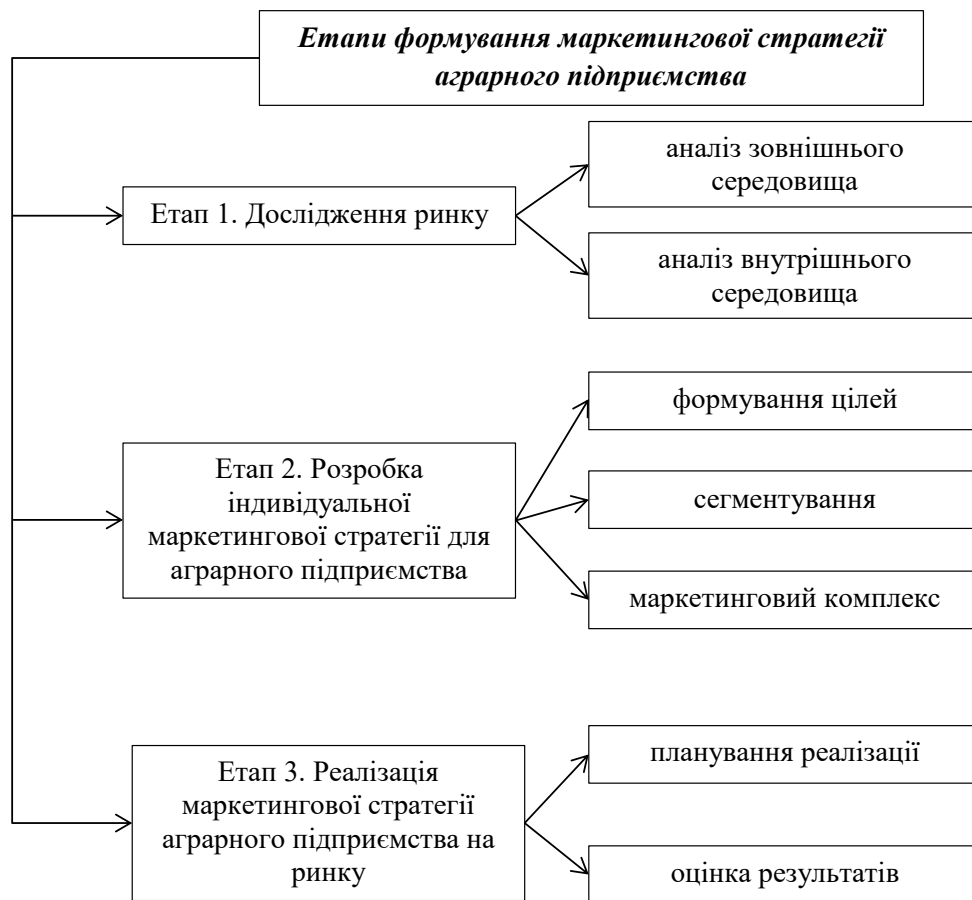 Етапи формування маркетингової стратегії
аграрного підприємства
Етап 1. Дослідження ринку
аналіз зовнішнього
середовища
аналіз внутрішнього
середовища
Етап 2. Розробка
індивідуальної
маркетингової стратегії для
аграрного підприємства
формування цілей
сегментування
маркетинговий комплекс
Етап 3. Реалізація
маркетингової стратегії
аграрного підприємства на
ринку
планування реалізації
оцінка результатів